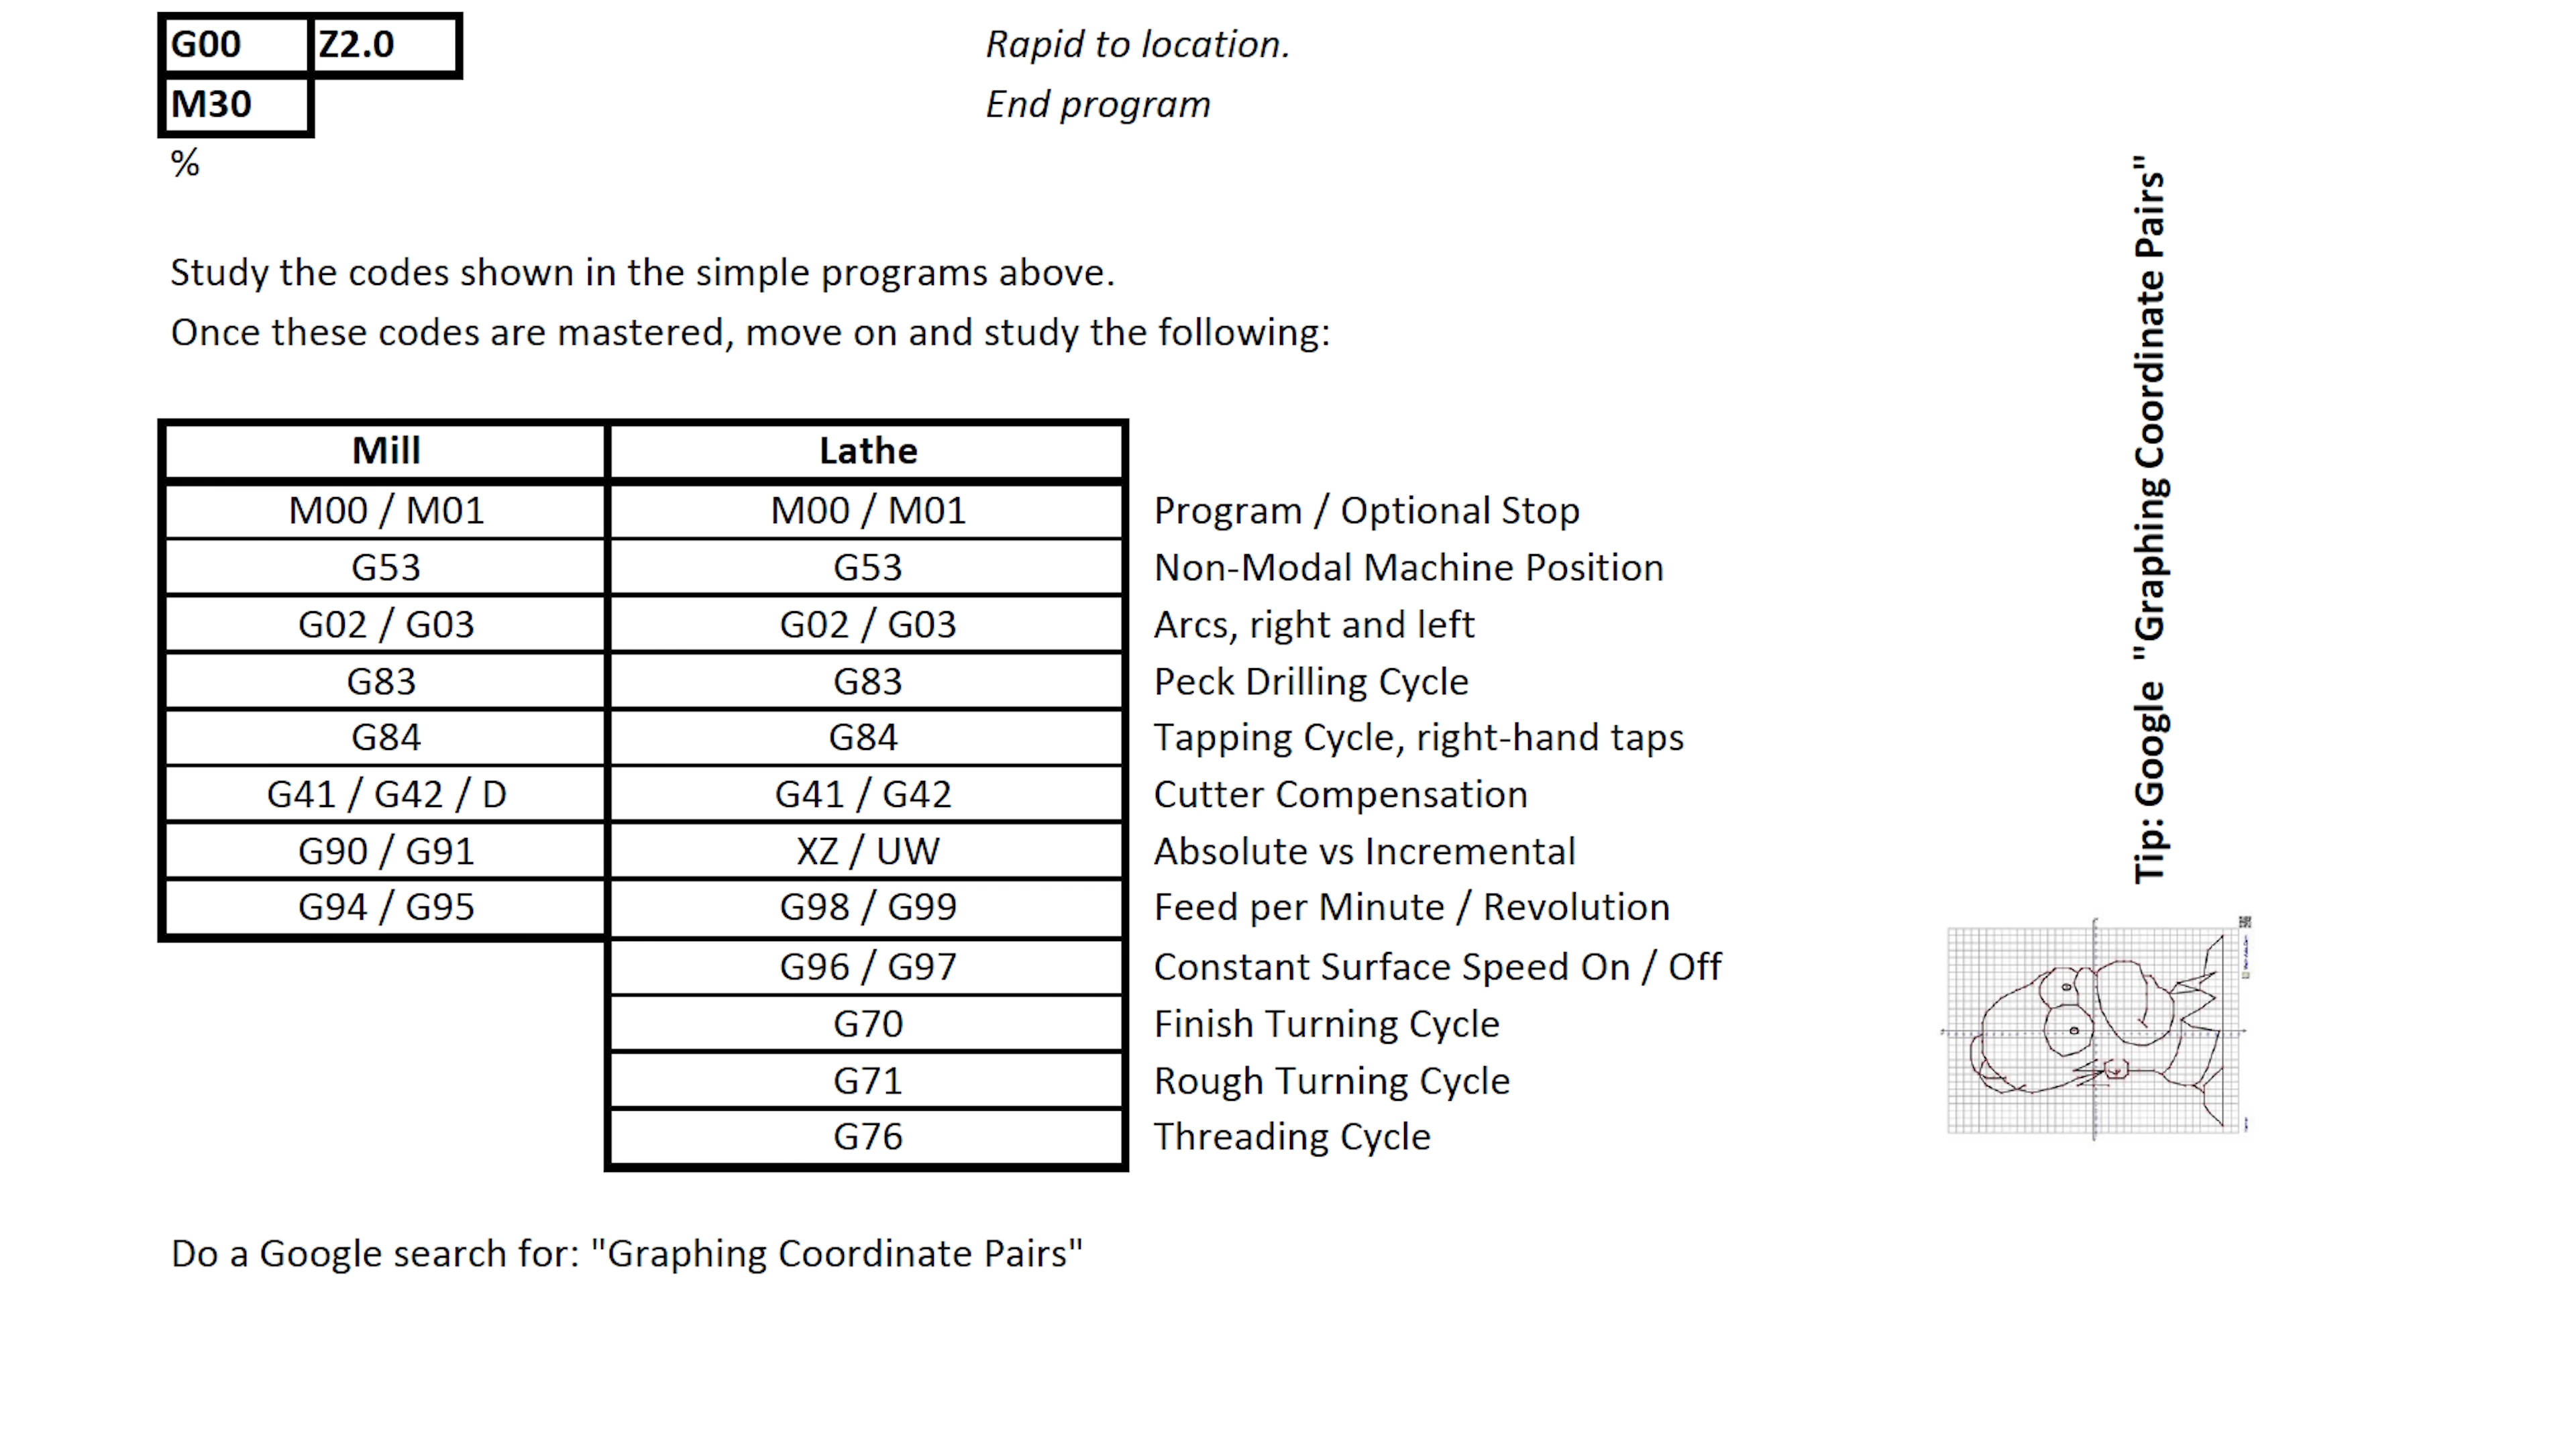 G00 Z2.0 Rapid to location.
M30 End program
%
Study the codes shown in the simple programs above.
Once these codes are mastered, move on and study the following:
Mill Lathe
M00 / M01 M00 / M01 Program / Optional Stop
G53 G53 Non-Modal Machine Position
G02 / G03 G02 / G03 Arcs, right and left
G83 G83 Peck Drilling Cycle
G84 G84 Tapping Cycle, right-hand taps
G41 / G42 / D G41 / G42 Cutter Compensation
G90 / G91 XZ / UW Absolute vs Incremental
G94 / G95 G98 / G99 Feed per Minute / Revolution
G96 / G97 Constant Surface Speed On / Off
G70 Finish Turning Cycle
G71 Rough Turning Cycle
G76 Threading Cycle
Do a Google search for: "Graphing Coordinate Pairs"
Tip: Google "Graphing Coordinate Pairs"